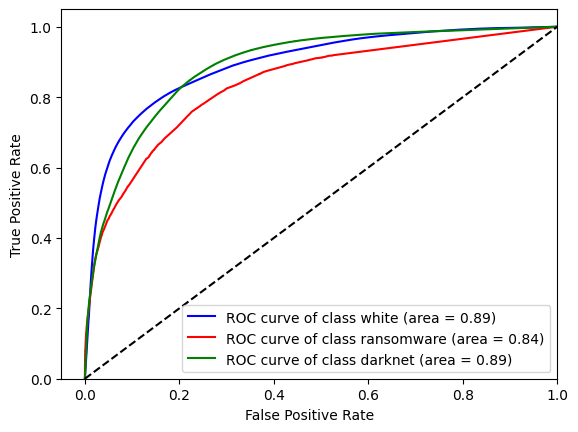 1.0
0.8
0.6
0.4
0.2
0.0
True Positive Rate
ROC curve of class white (area = 0.89)
ROC curve of class ransomware (area = 0.84)
ROC curve of class darknet (area = 0.89)
0.0 0.2 0.4 0.6 0.8 1.0
False Positive Rate